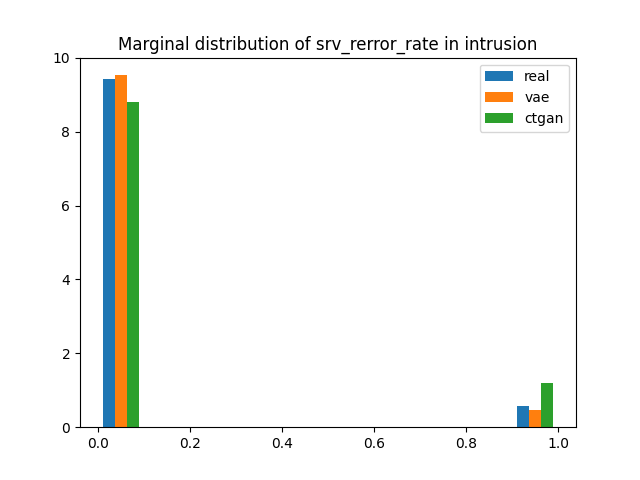 Marginal distribution of srv_rerror_rate in intrusion
real
vae
ctgan
10
8
6
4
2
0
0.0 0.2 0.4 0.6 0.8 1.0